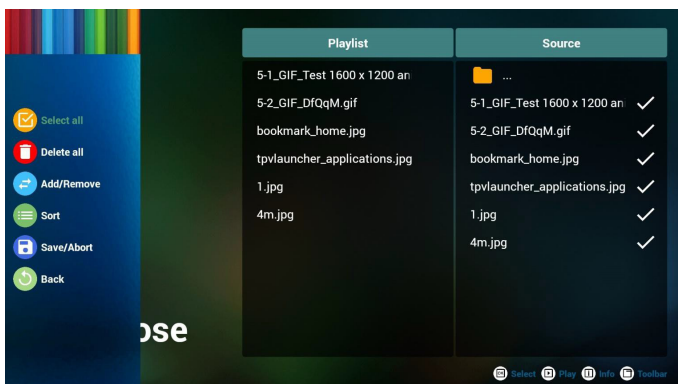 Select all
Delete all
Add/Remove
Sort
Save/Abort
Back
ose
Playlist
5-1_GIF_Test 1600 x 1200 an
5-2_GIF_DfQqM.gif
bookmark_home.jpg
tpvlauncher_applications.jpg
1.jpg
4m.jpg
Source
...
5-1_GIF_Test 1600 x 1200 an
5-2_GIF_DfQqM.gif
bookmark_home.jpg
tpvlauncher_applications.jpg
1.jpg
4m.jpg
Select Play Info Toolbar